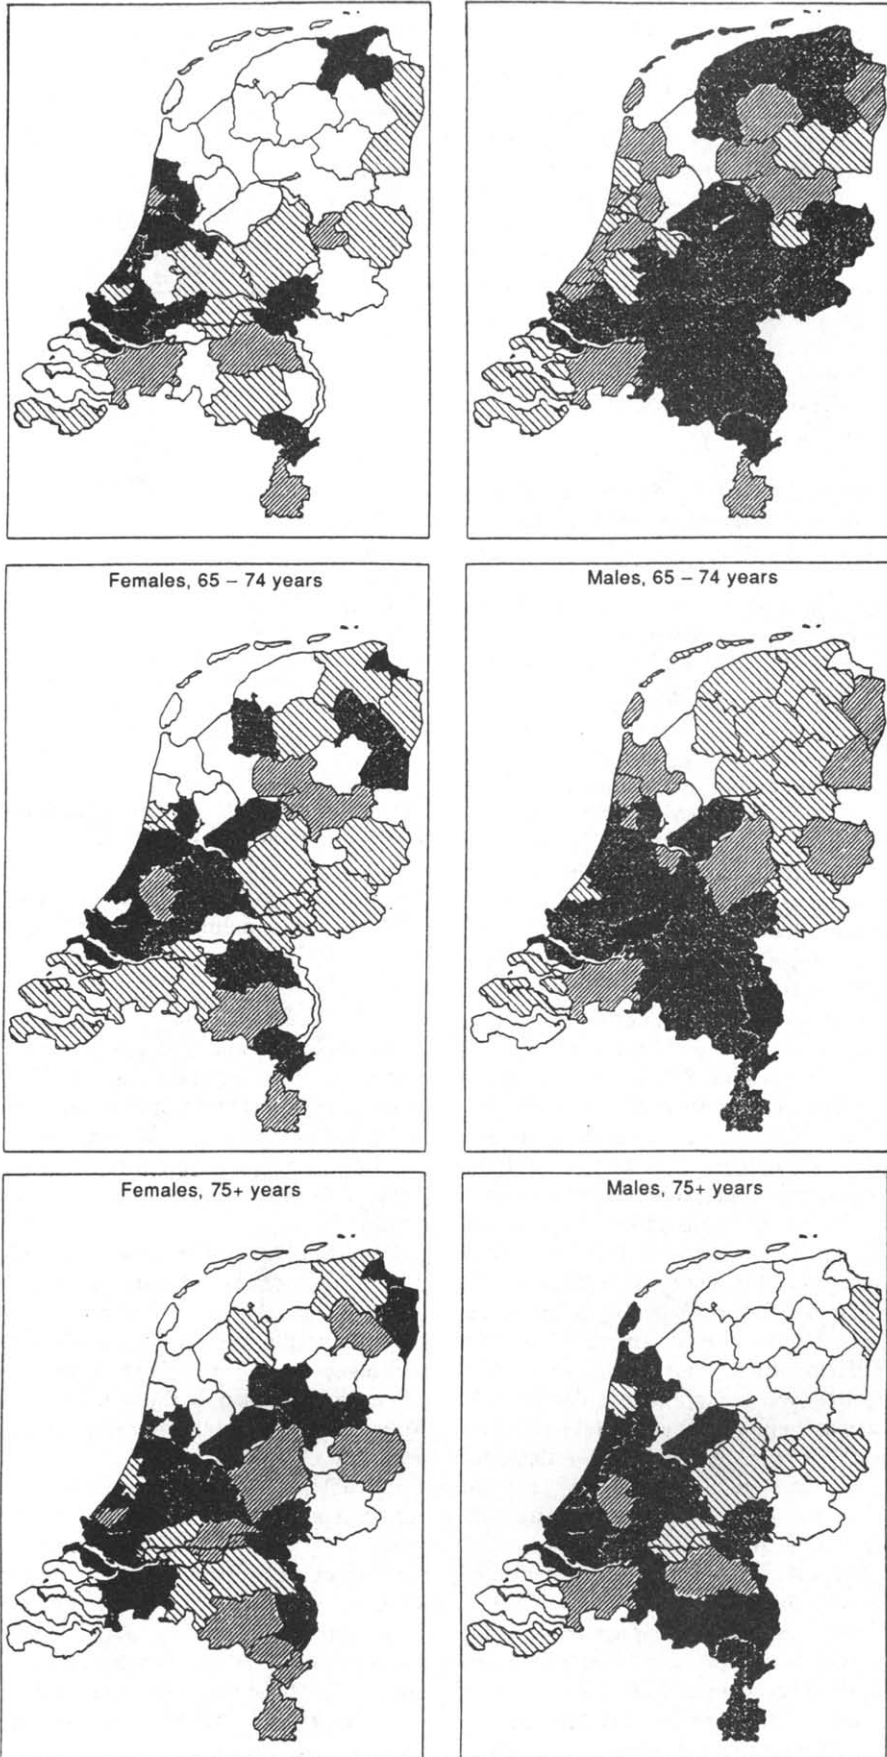 Females, 65 – 74 years
Males, 65 – 74 years
Females, 75+ years
Males, 75+ years